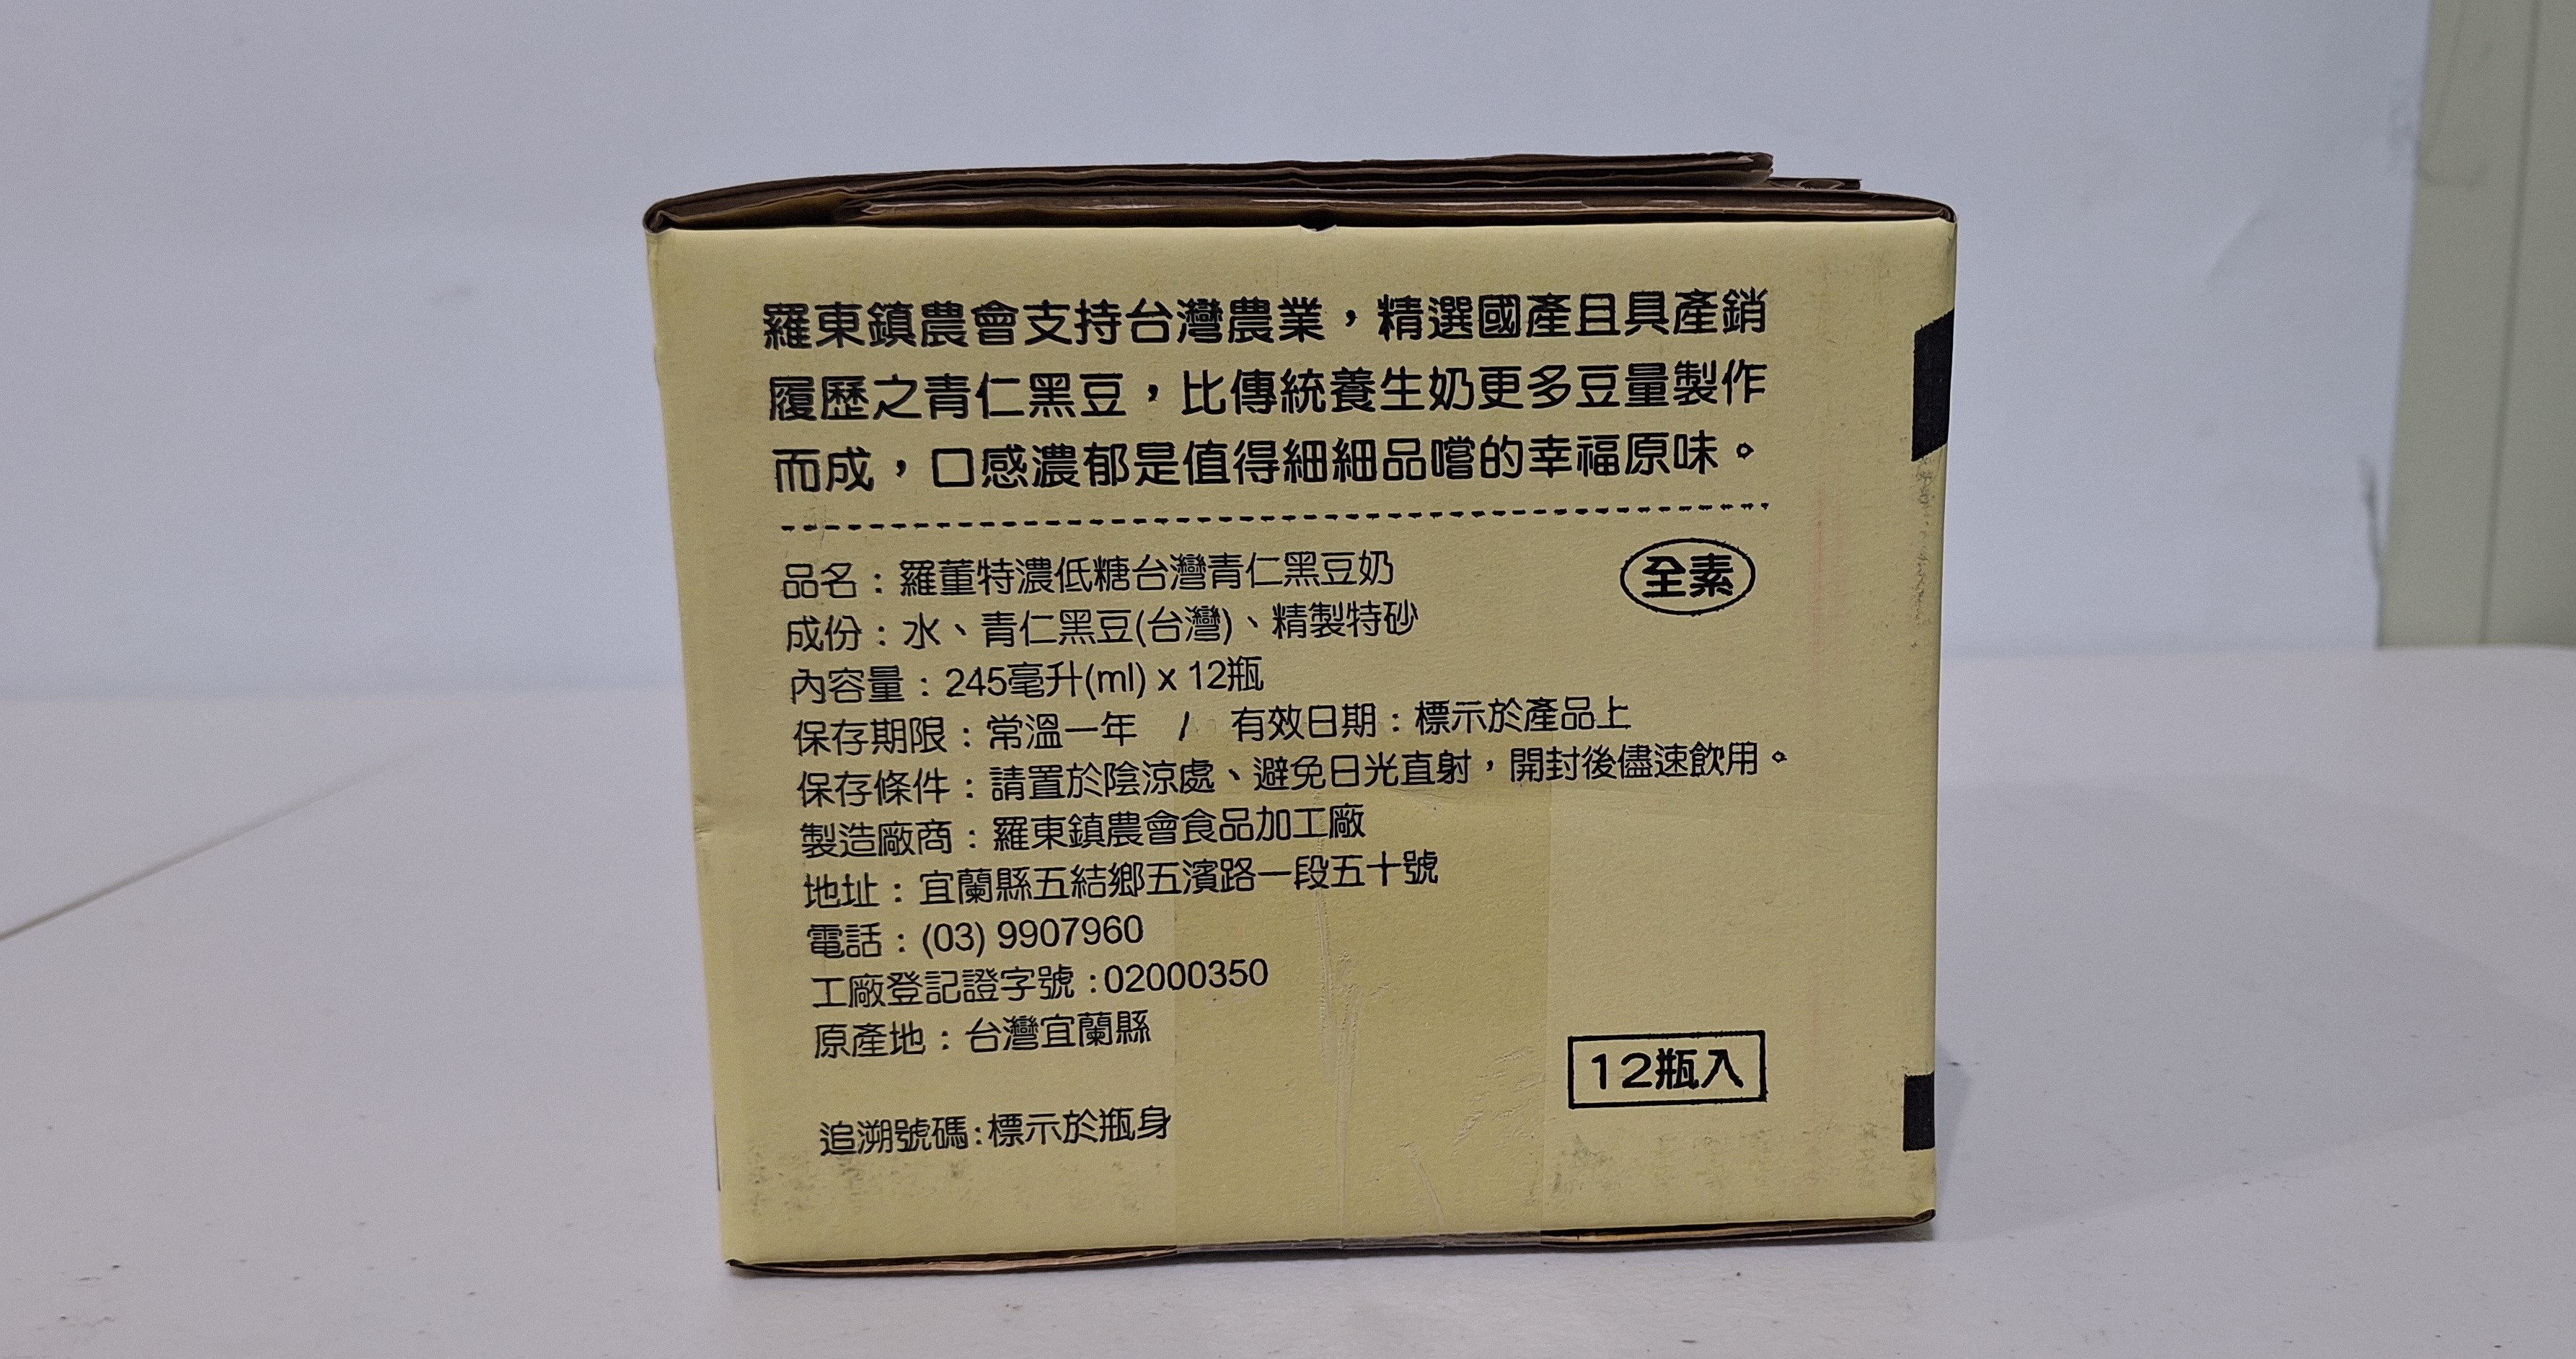 羅東鎮農會支持台灣農業，精選國產且具產銷
履歷之青仁黑豆，比傳統養生奶更多豆量製作
而成，口感濃郁是值得細細品嚐的幸福原味。
品名：羅董特濃低糖台灣青仁黑豆奶
全素
成份：水、青仁黑豆(台灣)、精製特砂
內容量：245毫升(ml) x 12瓶
保存期限：常溫一年 / 有效日期：標示於產品上
保存條件：請置於陰涼處、避免日光直射，開封後儘速飲用。
製造廠商：羅東鎮農會食品加工廠
地址：宜蘭縣五結鄉五濱路一段五十號
電話：(03) 9907960
工廠登記證字號:02000350
原產地：台灣宜蘭縣
12瓶入
追溯號碼:標示於瓶身